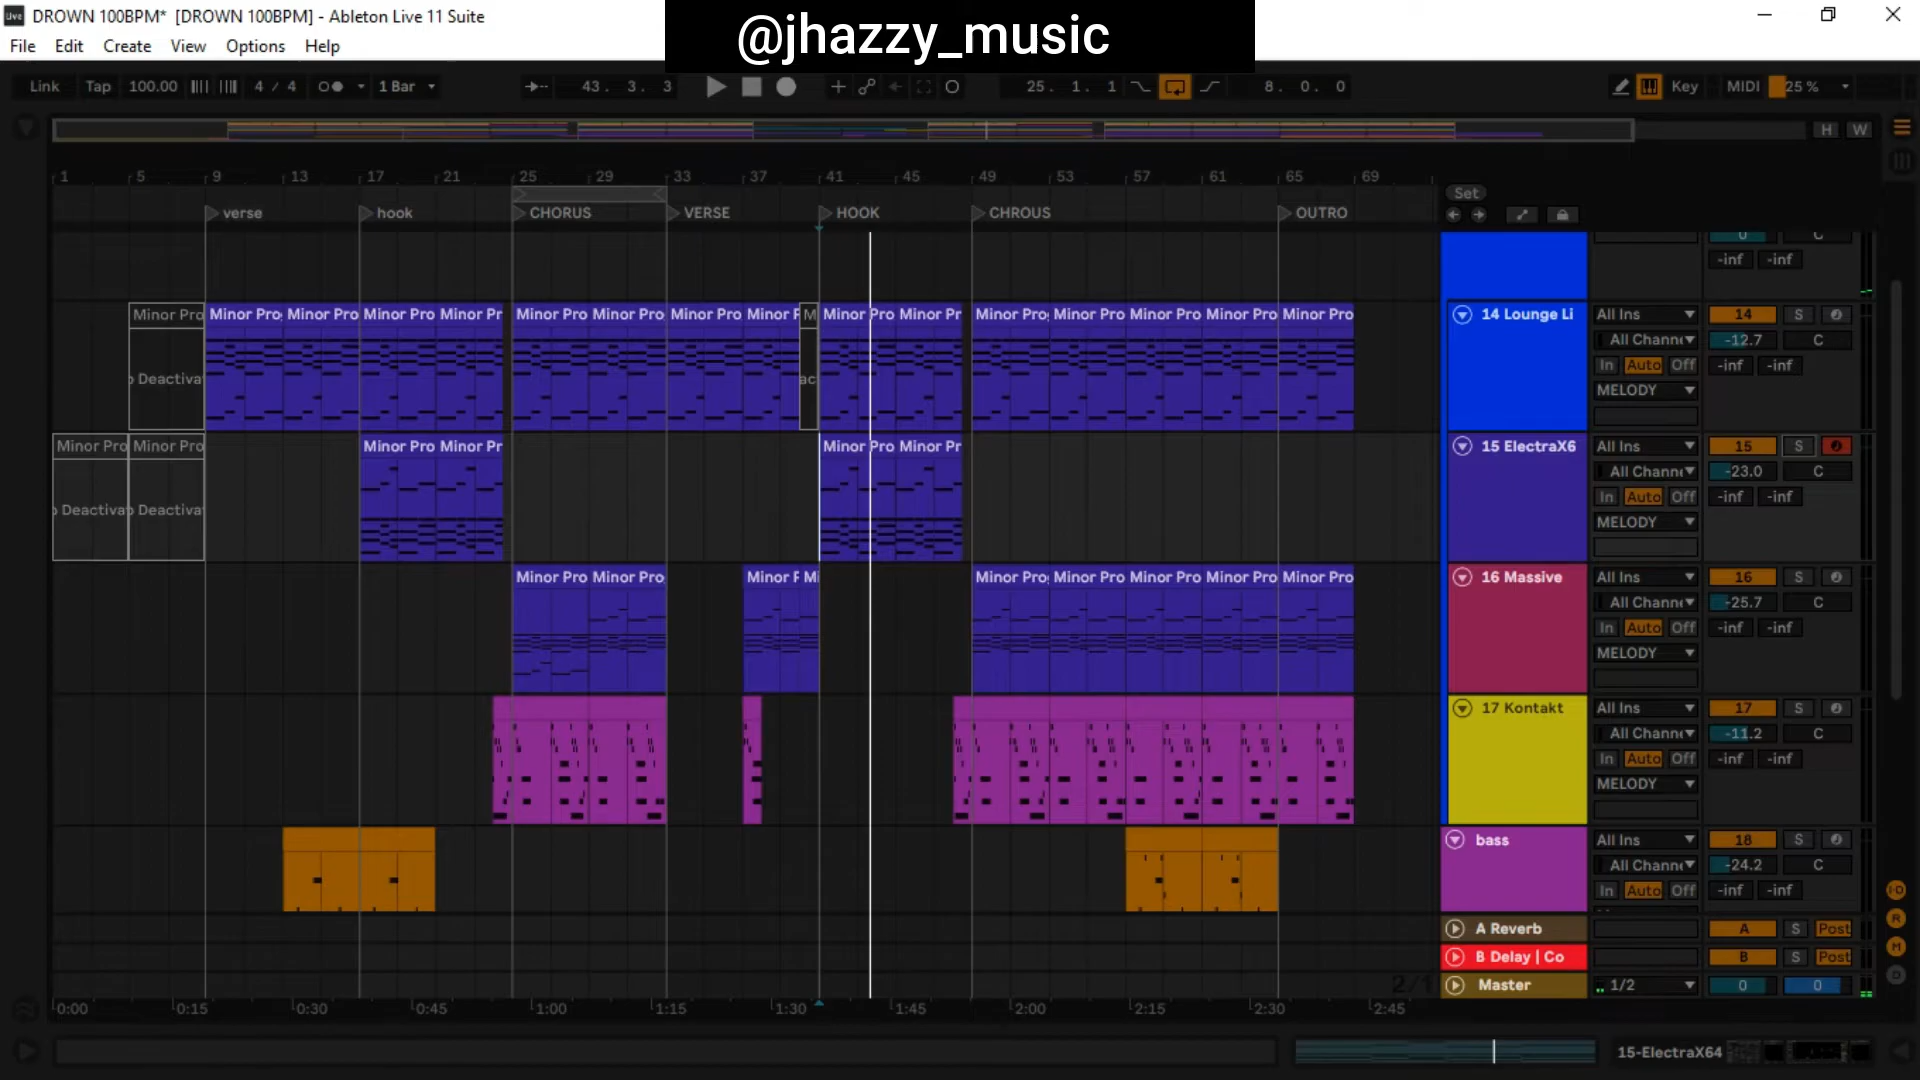 DROWN 100BPM* [DROWN 100BPM] - Ableton Live 11 Suite
@jhazzy_music
File Edit Create View Options Help
Link Tap 100.00 4 / 4 1 Bar 43. 3. 3 25. 1. 1 8. 0. 0 Key MIDI 25 %
H W
1 5 9 13 17 21 25 29 33 37 41 45 49 53 57 61 65 69
Set
verse hook CHORUS VERSE HOOK CHROUS OUTRO
0 C
-inf -inf
Minor Pro Minor Pro Minor Pro Minor Pro Minor Pr Minor Pro Minor Pro Minor Pro Minor F M Minor Pro Minor Pr Minor Pro Minor Pro Minor Pro Minor Pro Minor Pro 14 Lounge Li All Ins 14 S
All Chann -12.7 C
Deactiva In Auto Off -inf -inf
MELODY
Minor Pro Minor Pro Minor Pro Minor Pr Minor Pro Minor Pr 15 ElectraX6 All Ins 15 S
All Chann -23.0 C
Deactiva Deactiva In Auto Off -inf -inf
MELODY
Minor Pro Minor Pro Minor F Mi Minor Pro Minor Pro Minor Pro Minor Pro Minor Pro 16 Massive All Ins 16 S
All Chann -25.7 C
In Auto Off -inf -inf
MELODY
17 Kontakt All Ins 17 S
All Chann -11.2 C
In Auto Off -inf -inf
MELODY
bass All Ins 18 S
All Chann -24.2 C
In Auto Off -inf -inf
A Reverb A S Post
B Delay | Co B S Post
Master 1/2 0 0
0:00 0:15 0:30 0:45 1:00 1:15 1:30 1:45 2:00 2:15 2:30 2:45
15-ElectraX64